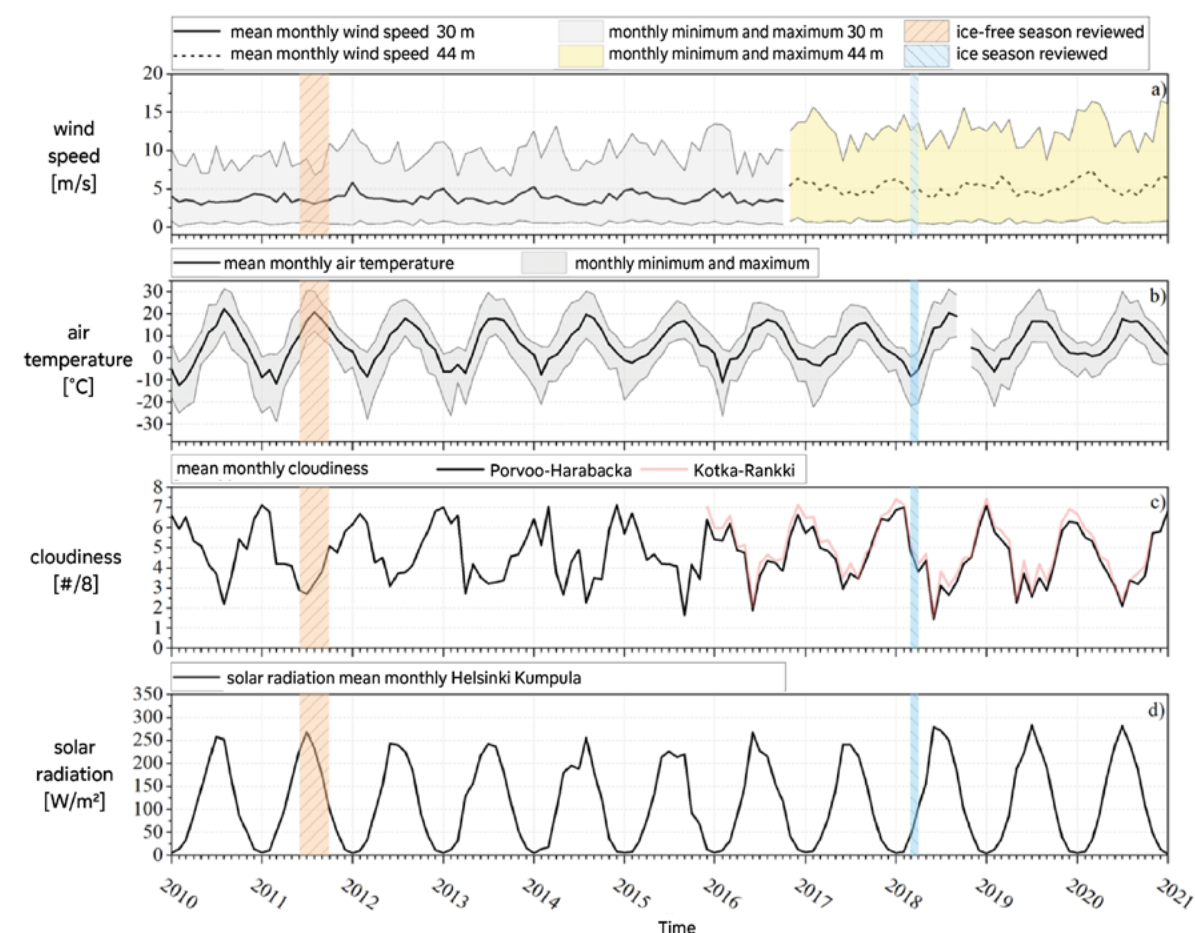 mean monthly wind speed 30 m monthly minimum and maximum 30 m ice-free season reviewed
mean monthly wind speed 44 m monthly minimum and maximum 44 m ice season reviewed
wind
speed
[m/s]
20
15
10
5
0
a)
mean monthly air temperature monthly minimum and maximum
air
temperature
[°C]
30
20
10
0
-10
-20
-30
b)
mean monthly cloudiness Porvoo-Harabacka Kotka-Rankki
cloudiness
[#/8]
8
7
6
5
4
3
2
1
0
c)
solar radiation mean monthly Helsinki Kumpula
solar
radiation
[W/m²]
350
300
250
200
150
100
50
0
d)
2010 2011 2012 2013 2014 2015 2016 2017 2018 2019 2020 2021
Time